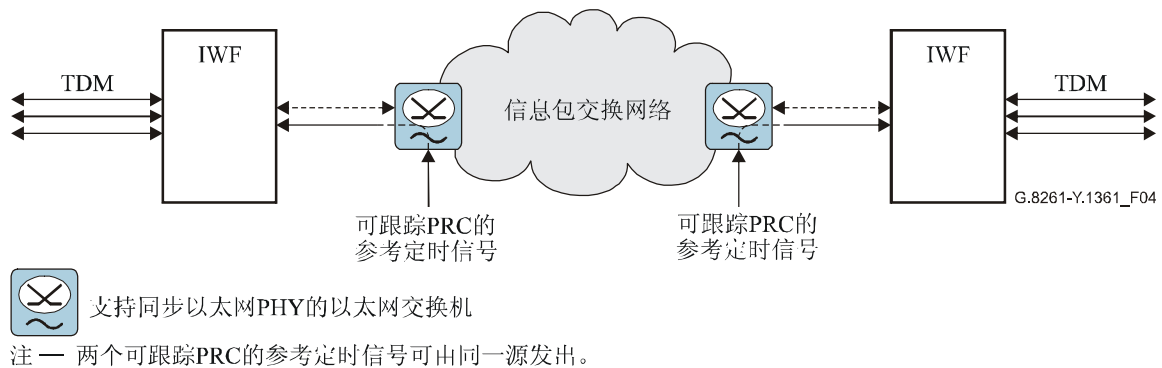 IWF
IWF
TDM
TDM
信息包交换网络
G.8261-Y.1361_F04
可跟踪PRC的
参考定时信号
可跟踪PRC的
参考定时信号
支持同步以太网PHY的以太网交换机
注 — 两个可跟踪PRC的参考定时信号可由同一源发出。